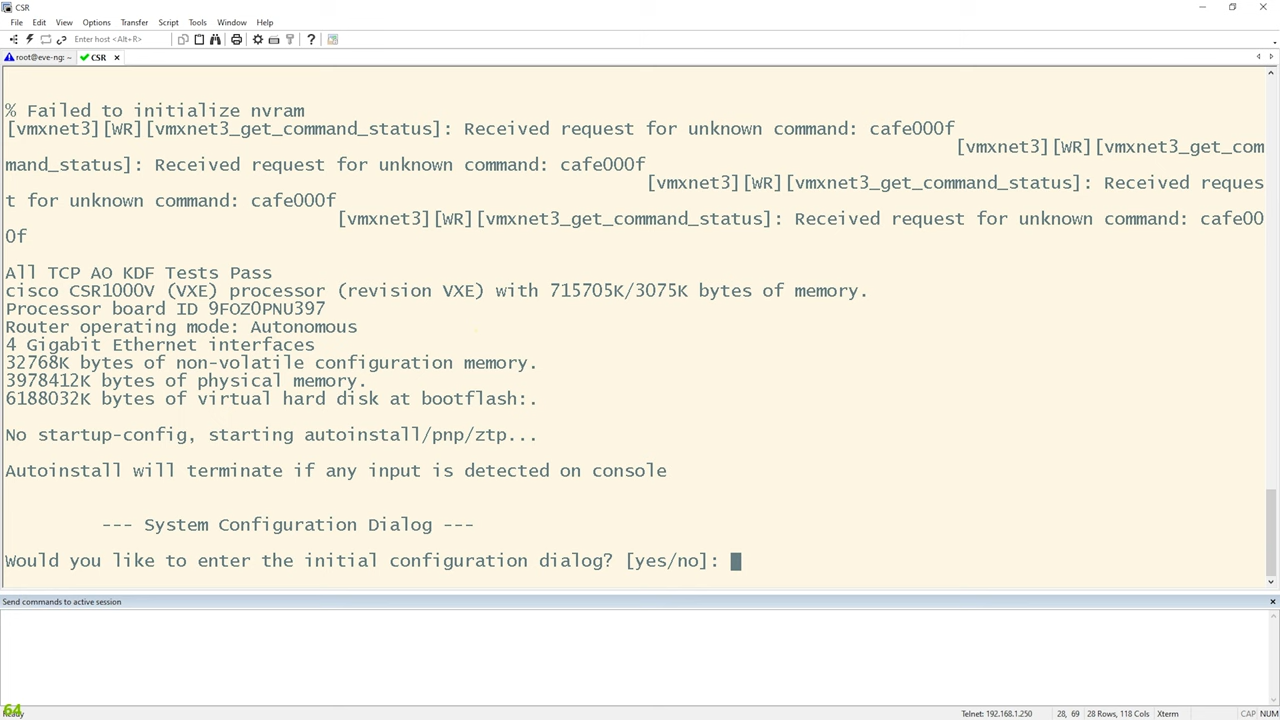 CSR
File Edit View Options Transfer Script Tools Window Help
Enter host <Alt+R>
root@eve-ng: ~ CSR
% Failed to initialize nvram
[vmxnet3][WR][vmxnet3_get_command_status]: Received request for unknown command: cafe000f
[vmxnet3][WR][vmxnet3_get_com
mand_status]: Received request for unknown command: cafe000f
[vmxnet3][WR][vmxnet3_get_command_status]: Received reques
t for unknown command: cafe000f
[vmxnet3][WR][vmxnet3_get_command_status]: Received request for unknown command: cafe00
0f
All TCP AO KDF Tests Pass
cisco CSR1000V (VXE) processor (revision VXE) with 715705K/3075K bytes of memory.
Processor board ID 9FOZ0PNU397
Router operating mode: Autonomous
4 Gigabit Ethernet interfaces
32768K bytes of non-volatile configuration memory.
3978412K bytes of physical memory.
6188032K bytes of virtual hard disk at bootflash:.
No startup-config, starting autoinstall/pnp/ztp...
Autoinstall will terminate if any input is detected on console
--- System Configuration Dialog ---
Would you like to enter the initial configuration dialog? [yes/no]:
Send commands to active session
64
Ready Telnet: 192.168.1.250 28, 69 28 Rows, 118 Cols Xterm CAP NUM